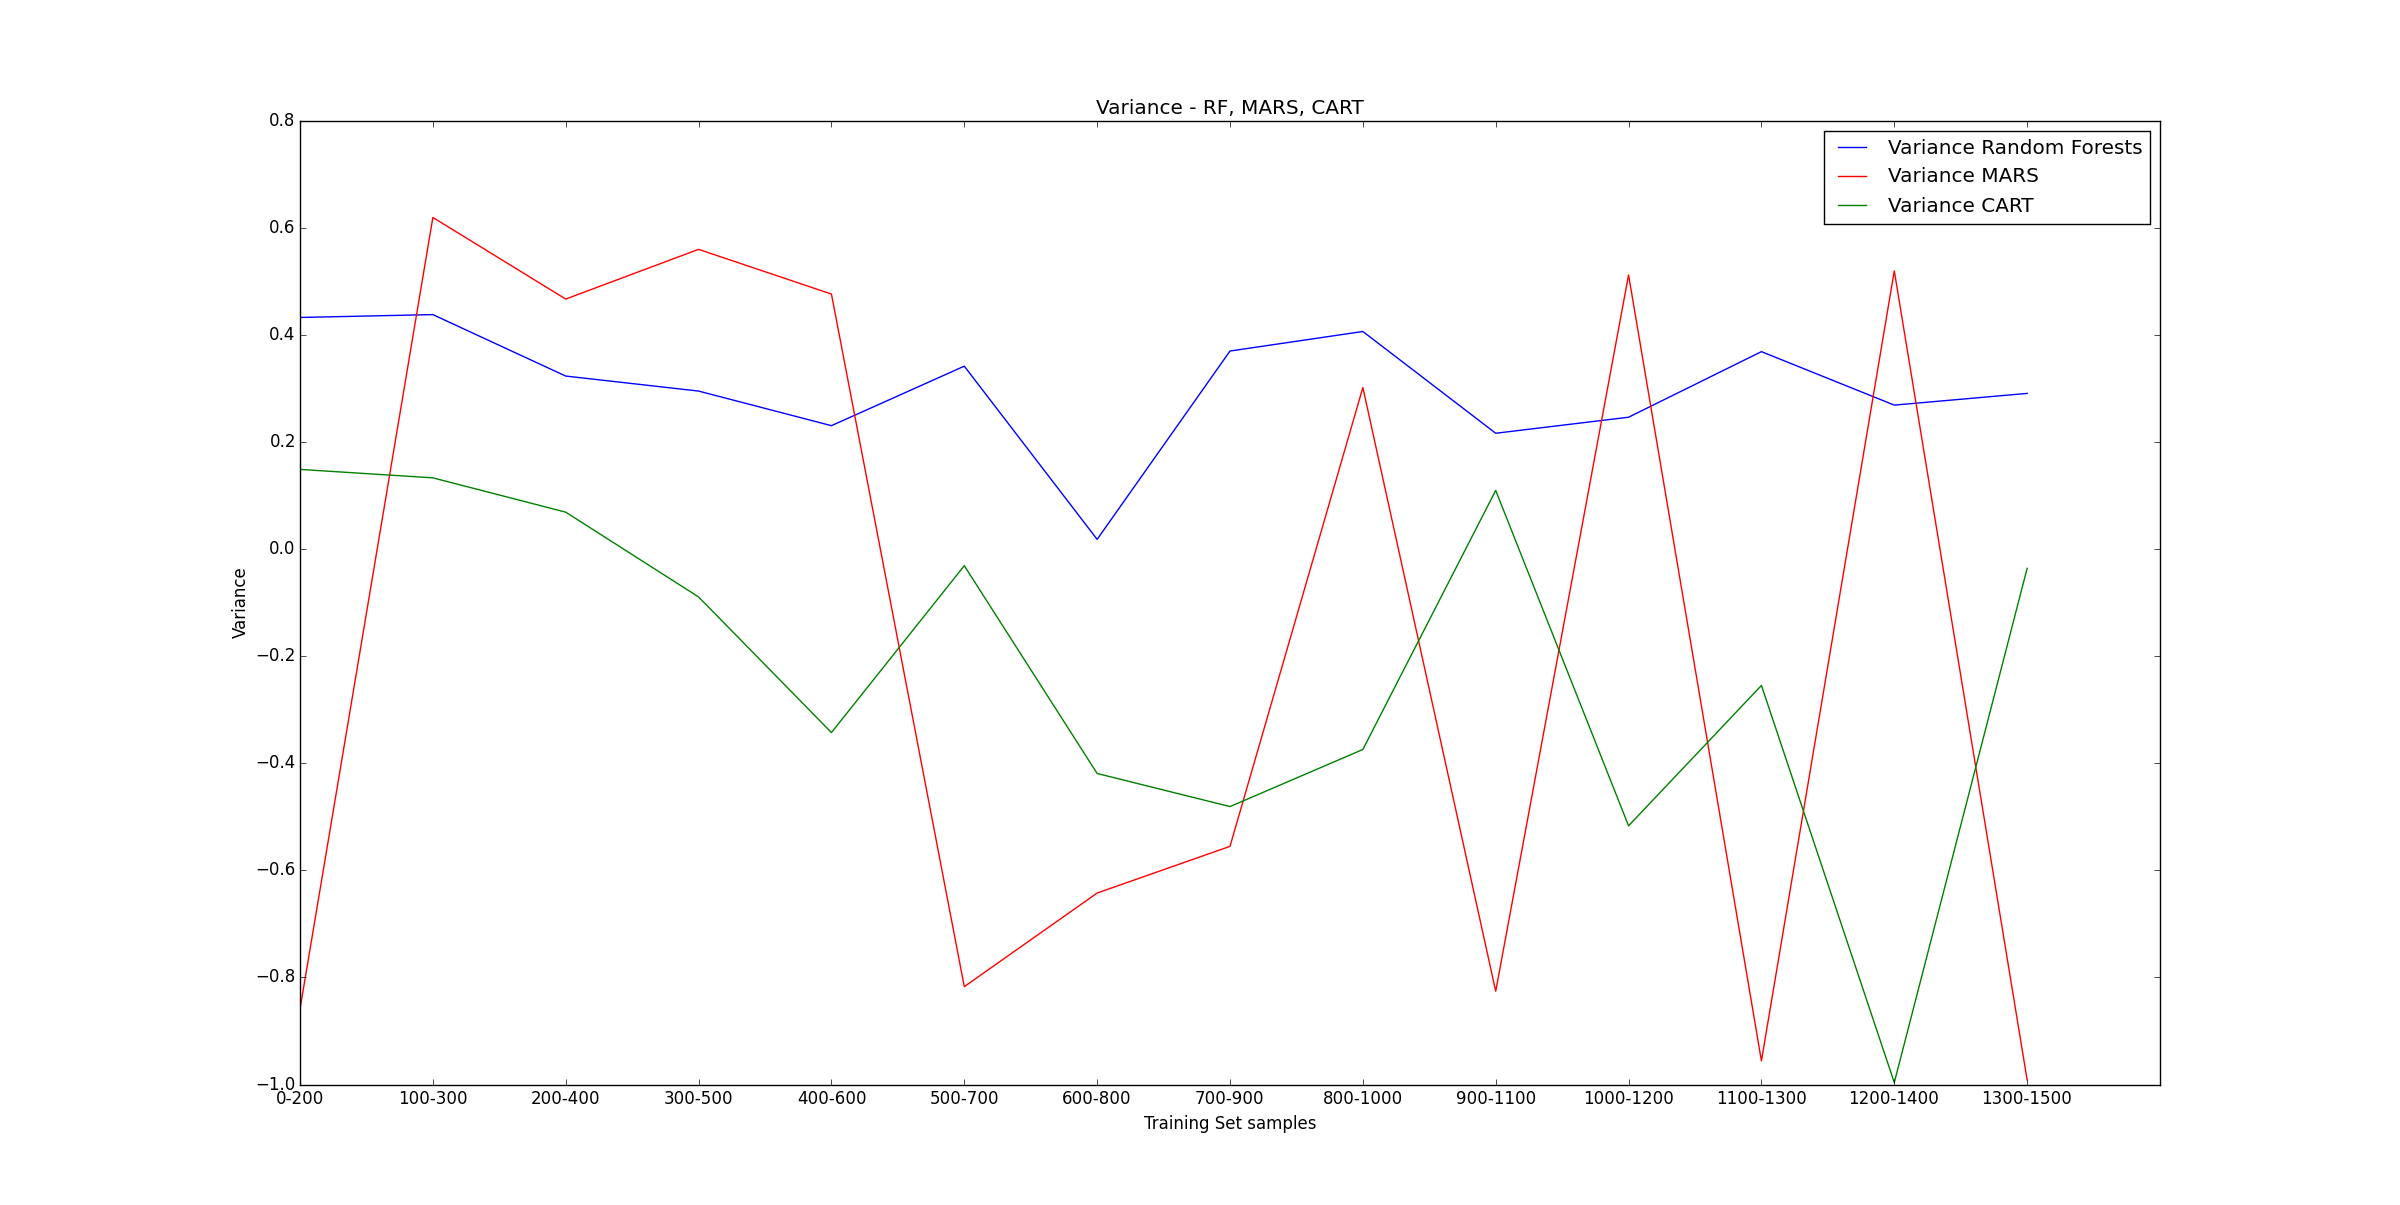 Variance - RF, MARS, CART
0.8
0.6
0.4
0.2
0.0
−0.2
−0.4
−0.6
−0.8
−1.0
Variance
Variance Random Forests
Variance MARS
Variance CART
0-200 100-300 200-400 300-500 400-600 500-700 600-800 700-900 800-1000 900-1100 1000-1200 1100-1300 1200-1400 1300-1500
Training Set samples